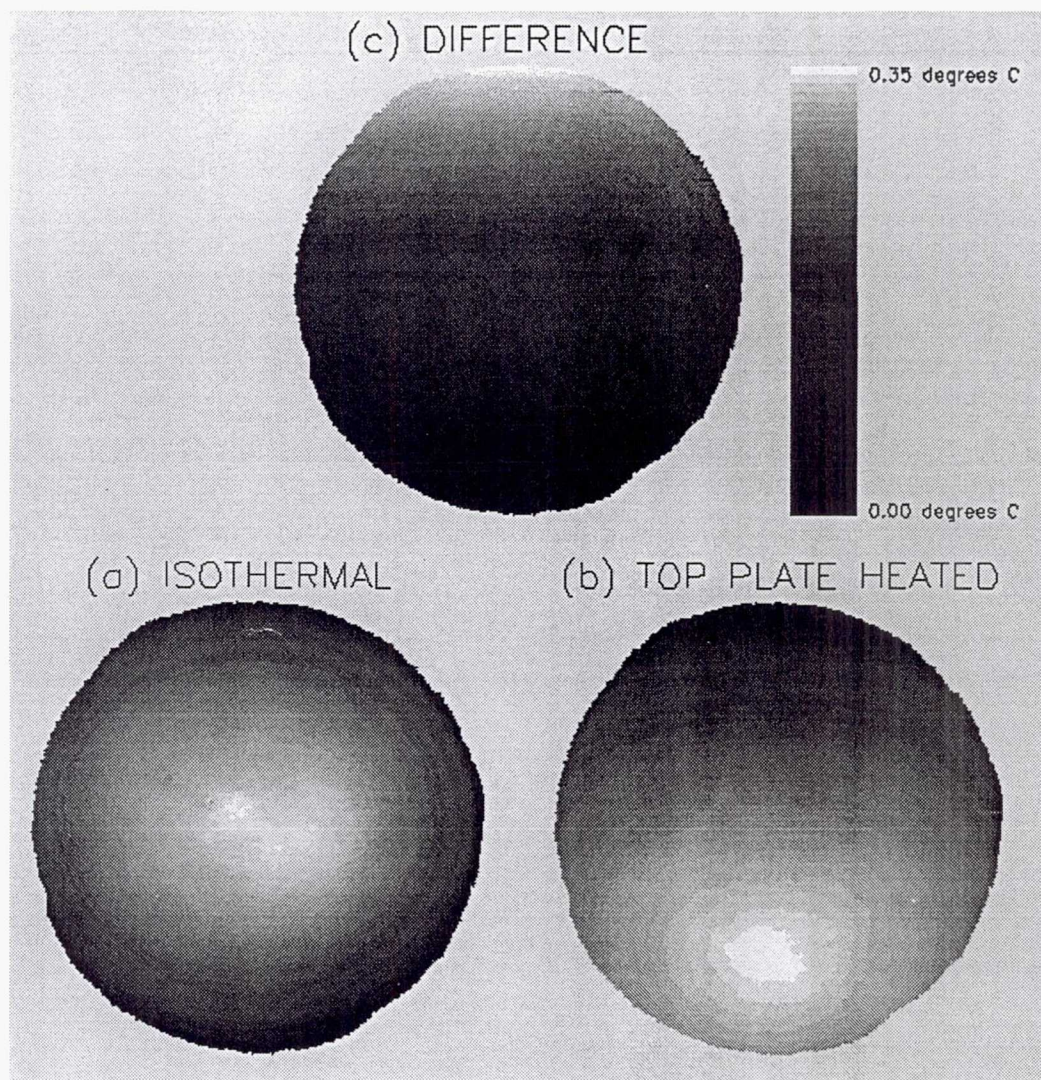 (c) DIFFERENCE
0.35 degrees C
0.00 degrees C
(a) ISOTHERMAL
(b) TOP PLATE HEATED